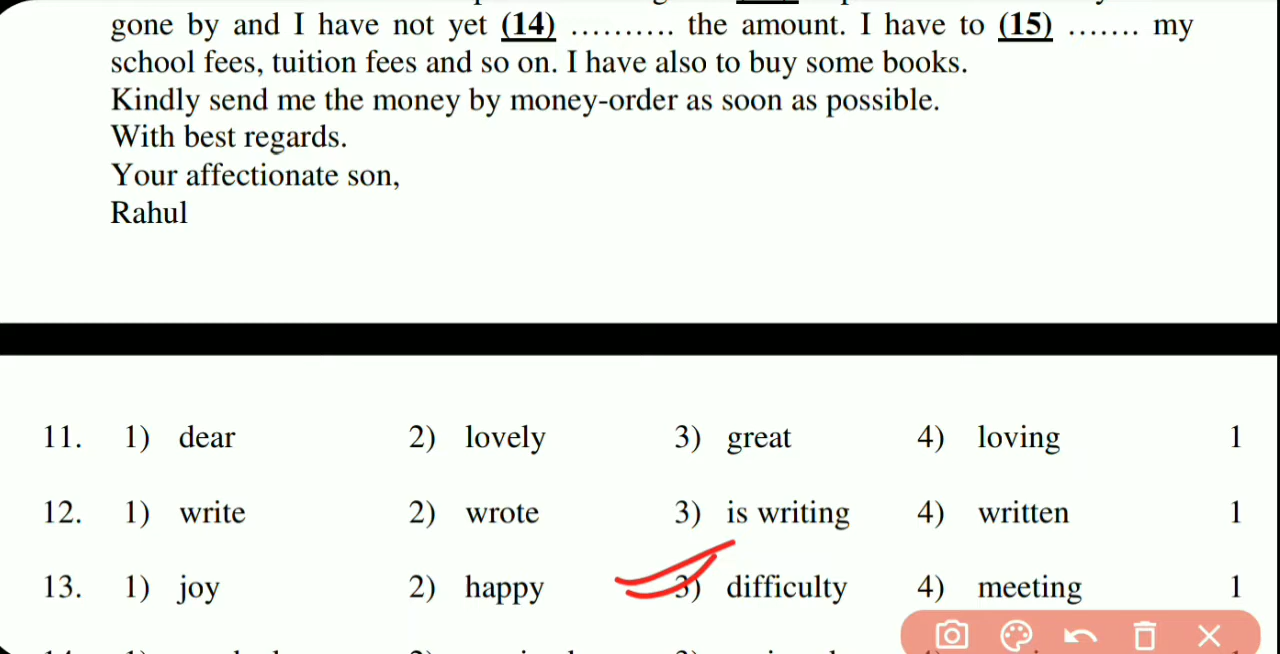 gone by and I have not yet (14) .......... the amount. I have to (15) ....... my
school fees, tuition fees and so on. I have also to buy some books.
Kindly send me the money by money-order as soon as possible.
With best regards.
Your affectionate son,
Rahul
11. 1) dear 2) lovely 3) great 4) loving 1
12. 1) write 2) wrote 3) is writing 4) written 1
13. 1) joy 2) happy 3) difficulty 4) meeting 1